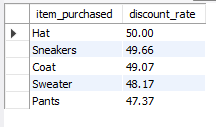 item_purchased discount_rate
Hat 50.00
Sneakers 49.66
Coat 49.07
Sweater 48.17
Pants 47.37